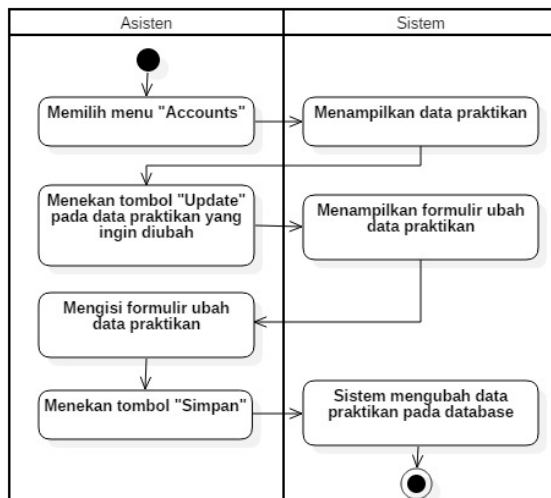 Asisten
Sistem
Memilih menu "Accounts"
Menampilkan data praktikan
Menekan tombol "Update"
pada data praktikan yang
ingin diubah
Menampilkan formulir ubah
data praktikan
Mengisi formulir ubah
data praktikan
Menekan tombol "Simpan"
Sistem mengubah data
praktikan pada database